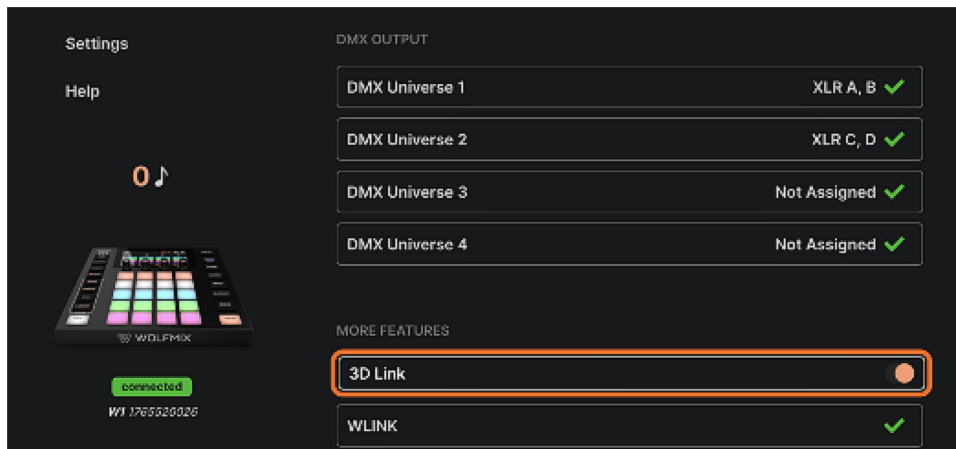 Settings
Help
0
WOLFMIX
connected
W1 1765520026
DMX OUTPUT
DMX Universe 1 XLR A, B
DMX Universe 2 XLR C, D
DMX Universe 3 Not Assigned
DMX Universe 4 Not Assigned
MORE FEATURES
3D Link
WLINK